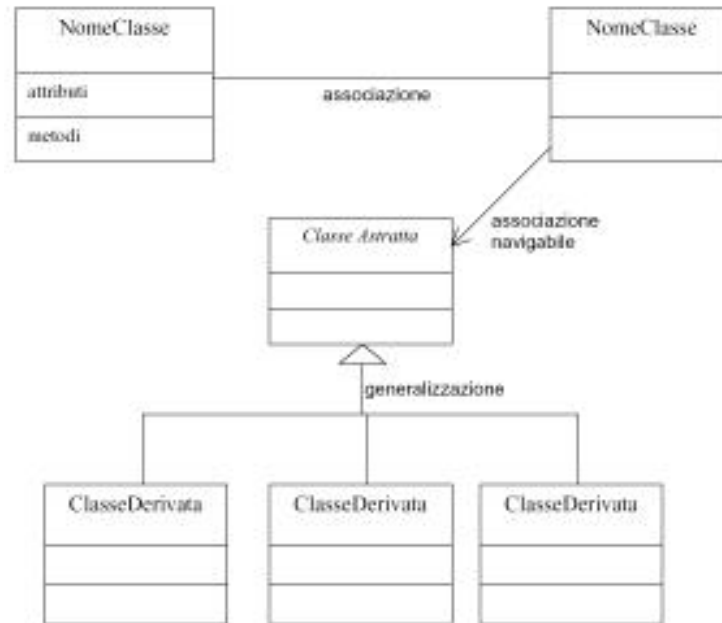 NomeClasse
NomeClasse
attributi
associazione
metodi
Classe Astratta
associazione
navigabile
generalizzazione
ClasseDerivata
ClasseDerivata
ClasseDerivata